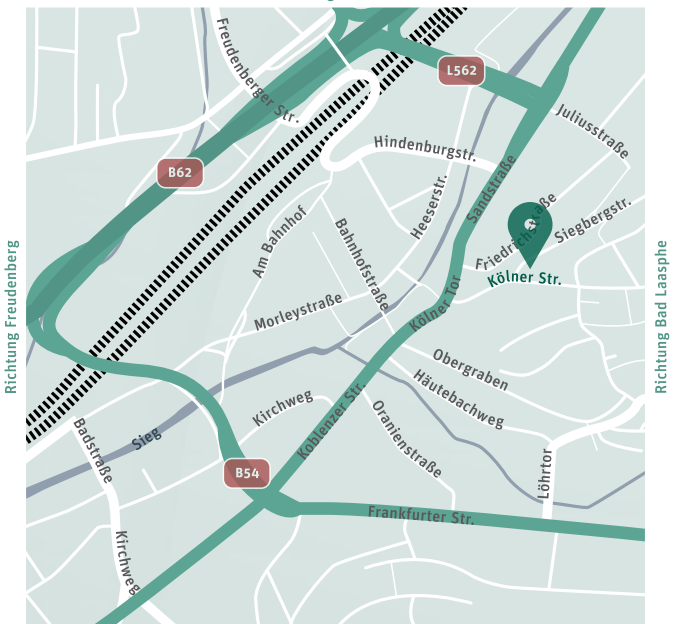 Freudenberger Str.
L562
Juliusstraße
Hindenburgstr.
B62
Sandstraße
Heeserstr.
Friedrichstraße
Siegbergstr.
Am Bahnhof
Bahnhofstraße
Kölner Str.
Richtung Freudenberg
Richtung Bad Laasphe
Morleystraße
Kölner Tor
Obergraben
Häutebachweg
Kirchweg
Koblenzer Str.
Oranienstraße
Badstraße
Sieg
B54
Löhrtor
Frankfurter Str.
Kirchweg